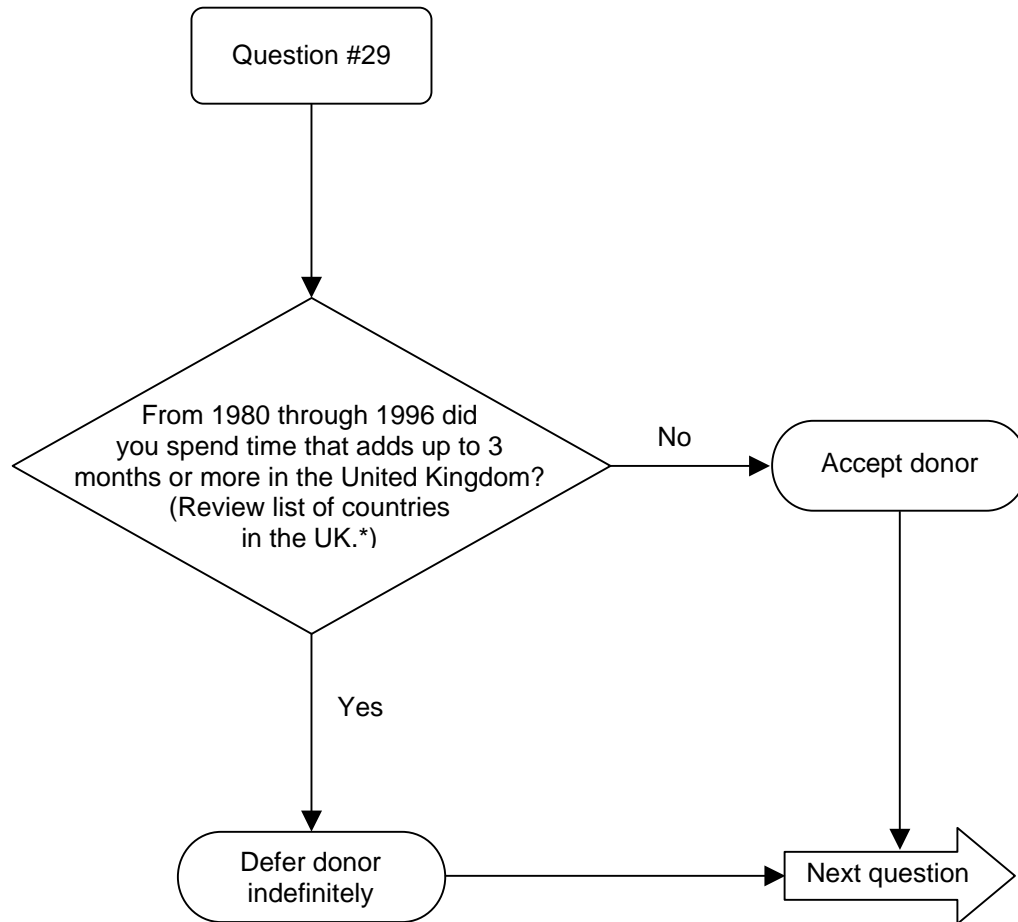 Question #29
From 1980 through 1996 did
you spend time that adds up to 3
months or more in the United Kingdom?
(Review list of countries
in the UK.*)
No
Accept donor
Yes
Defer donor
indefinitely
Next question